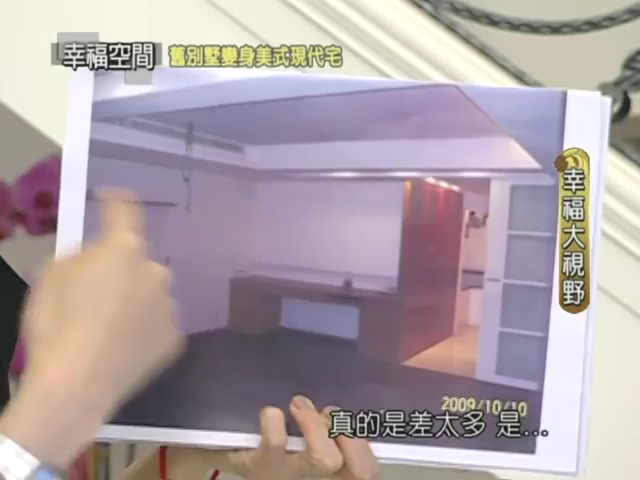 幸福空間
舊別墅變身美式現代宅
幸福大視野
2009/10/10
真的是差太多 是...